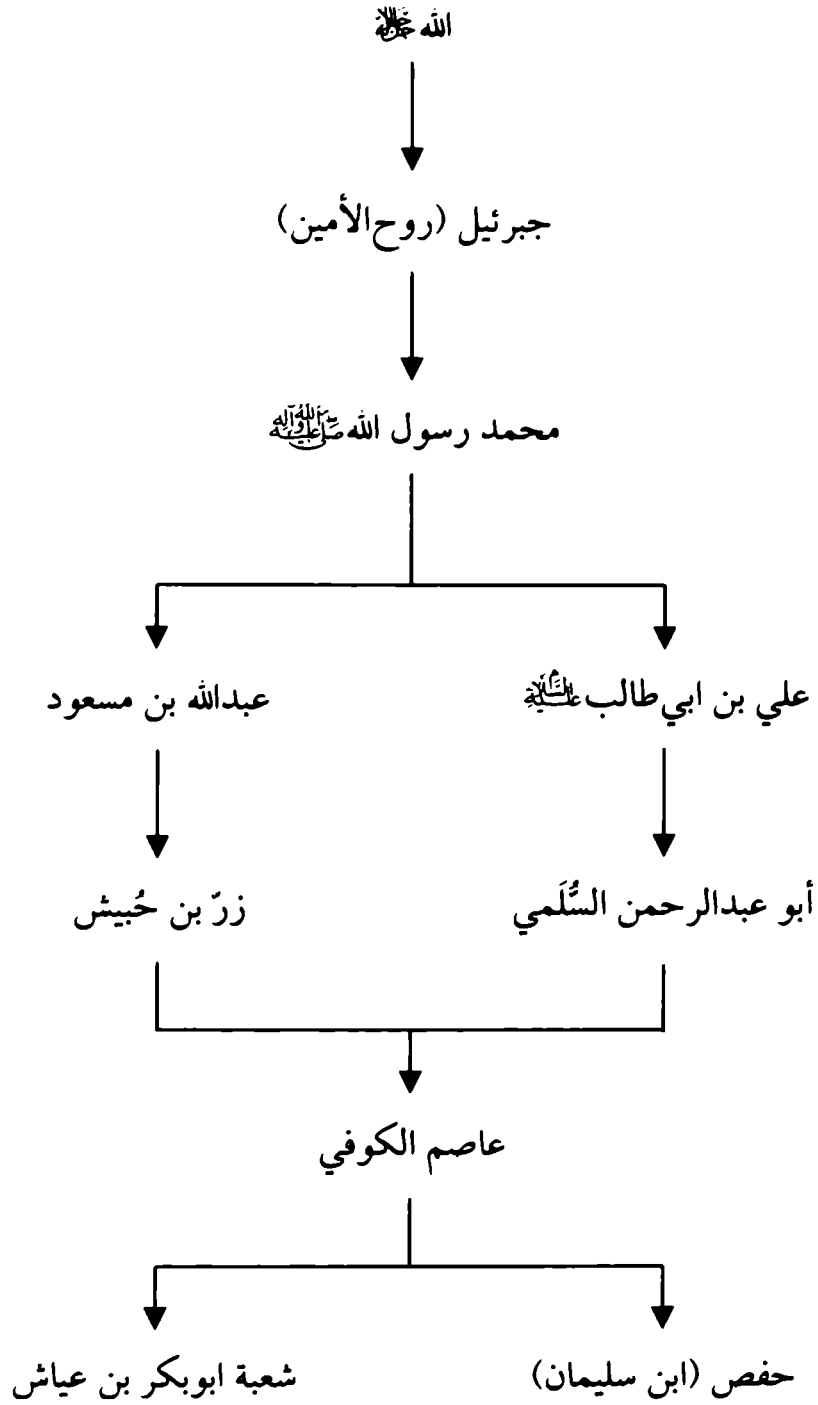 الله ﷻ
جبرئيل (روح الأمين)
محمد رسول الله صلى الله عليه وآله
علي بن ابي طالب عليه السلام
عبدالله بن مسعود
أبو عبدالرحمن السُّلَمي
زرّ بن حُبيش
عاصم الكوفي
حفص (ابن سليمان)
شعبة ابوبكر بن عياش